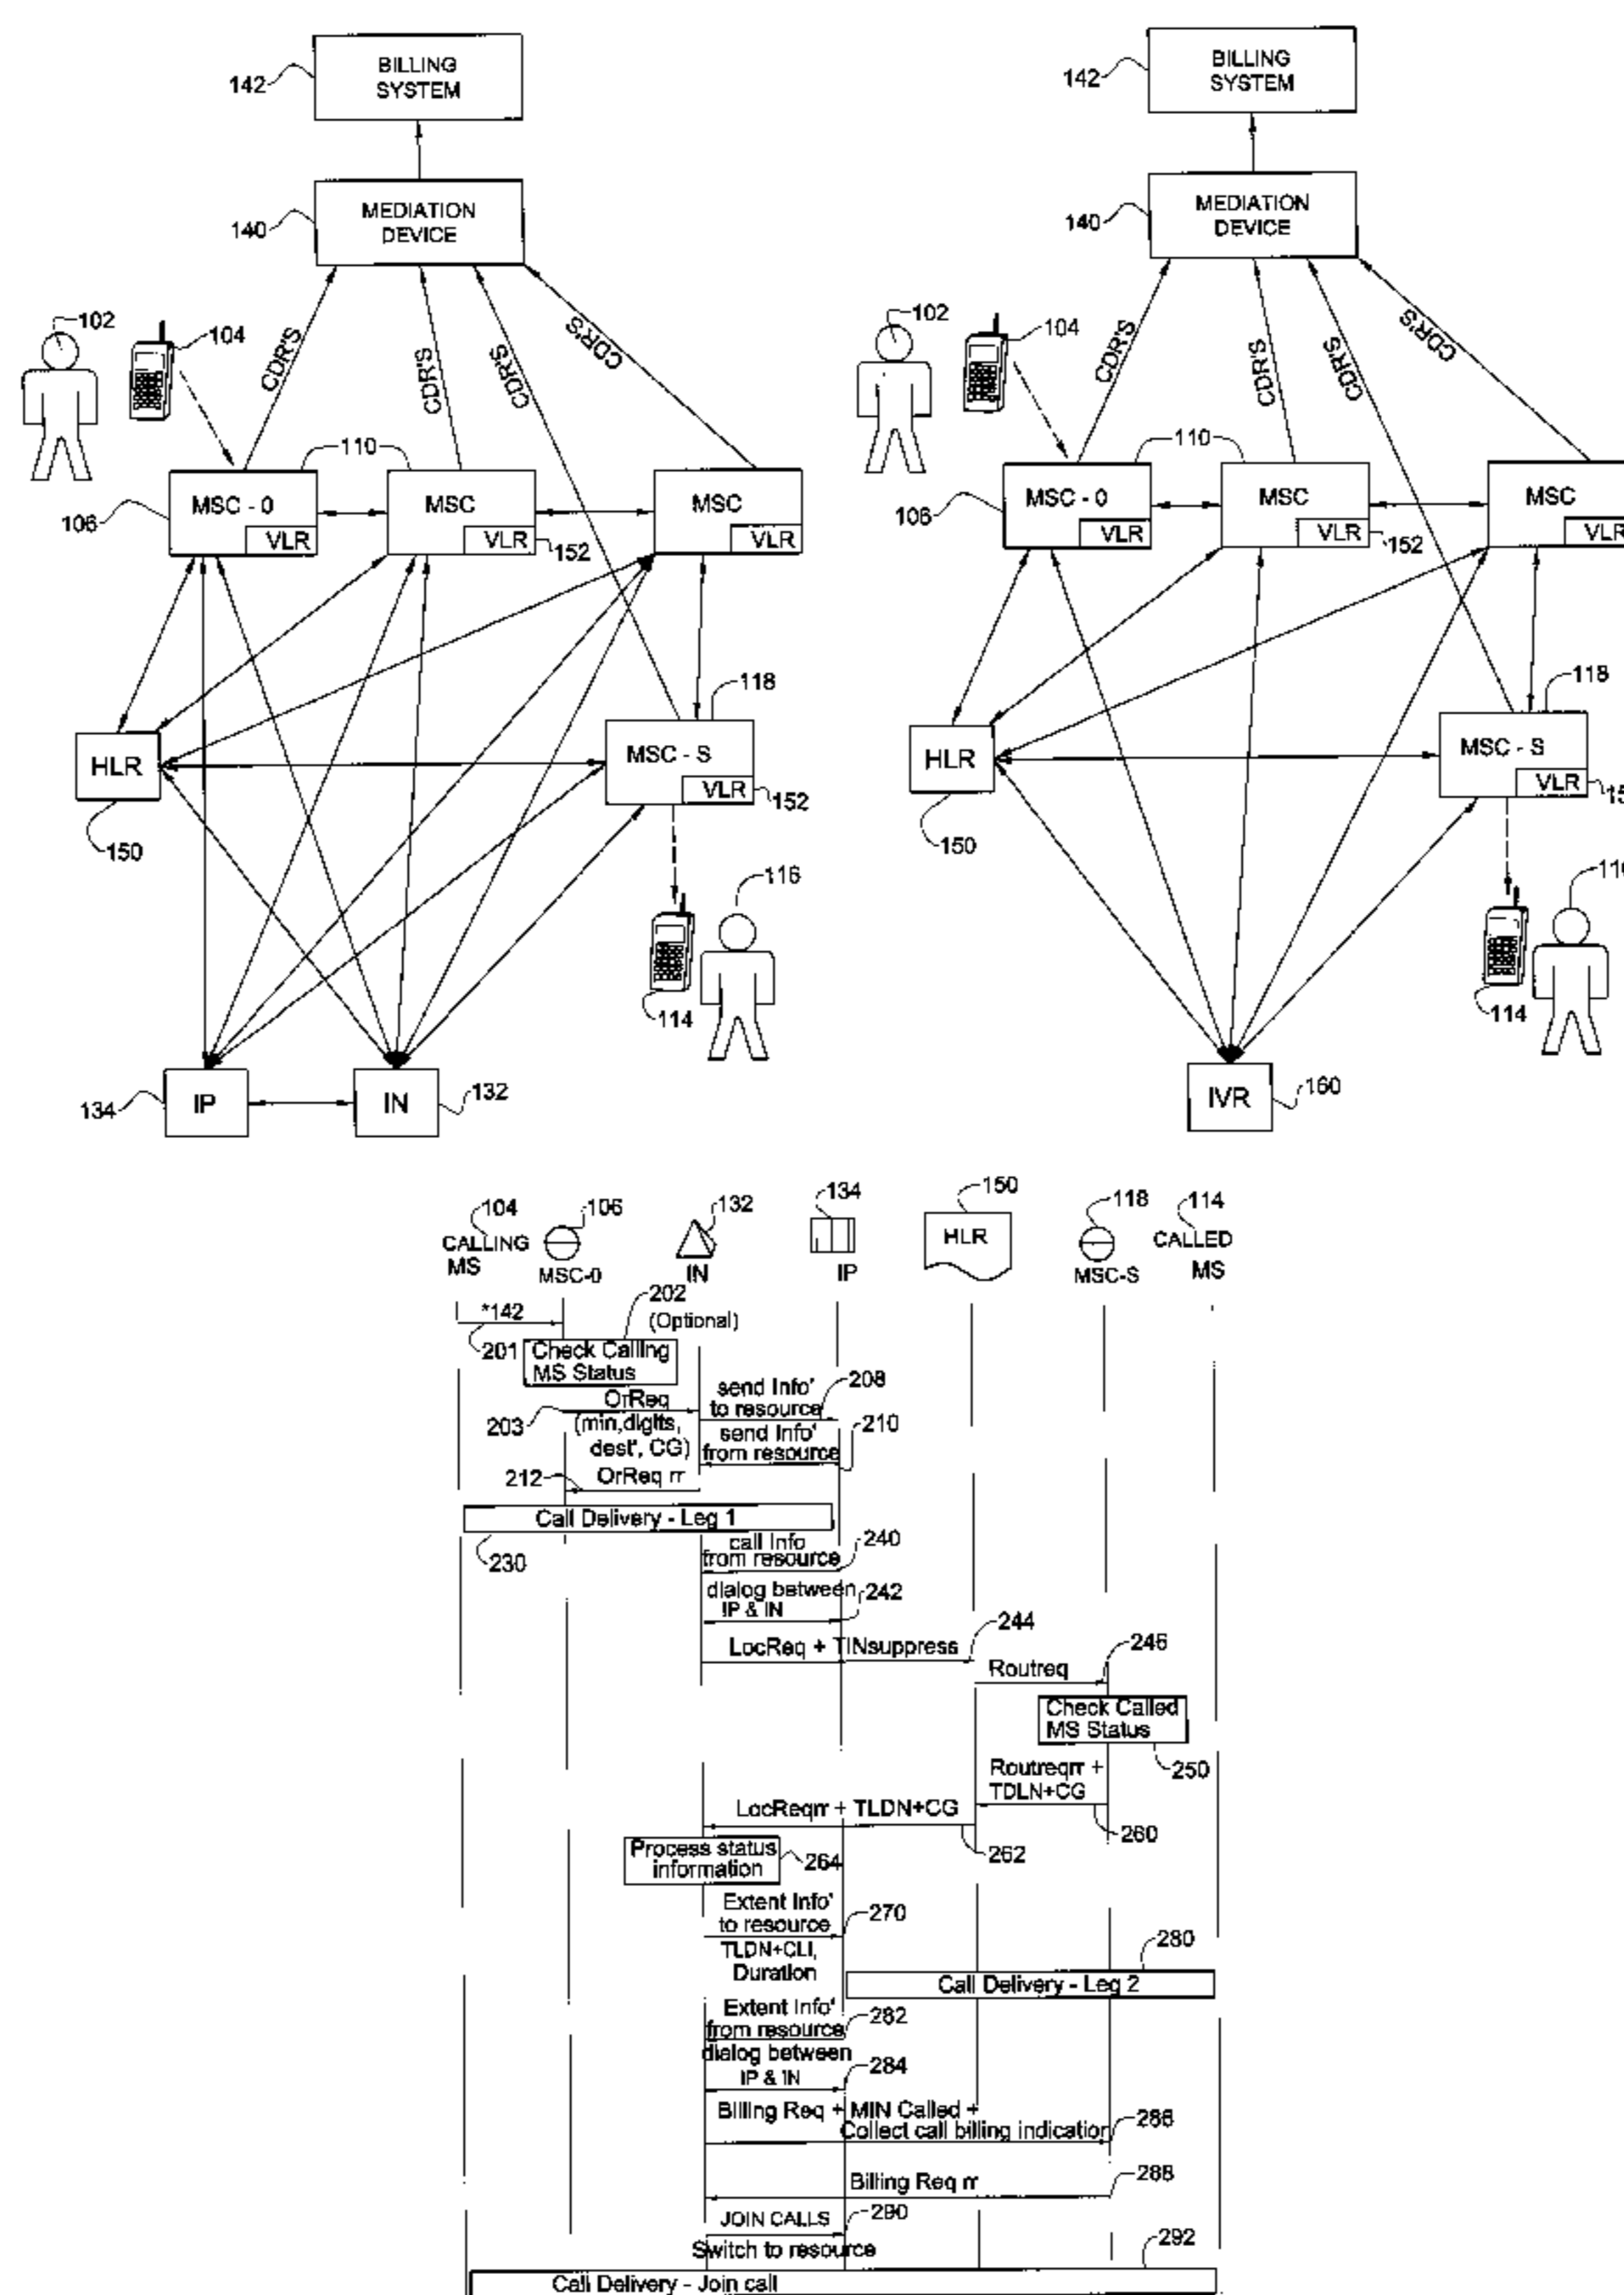 BILLING
SYSTEM
142
MEDIATION
DEVICE
140
102
104
CDR'S
CDR'S
CDR'S
CDR'S
110
MSC - 0
VLR
106
MSC
VLR
152
MSC
VLR
118
MSC - S
VLR
152
HLR
150
116
114
134
IP
IN
132
BILLING
SYSTEM
142
MEDIATION
DEVICE
140
102
104
CDR'S
CDR'S
CDR'S
CDR'S
110
MSC - 0
VLR
106
MSC
VLR
152
MSC
VLR
118
MSC - S
VLR
HLR
150
114
IVR
160
104
CALLING
MS
106
MSC-0
132
IN
134
IP
150
HLR
118
MSC-S
114
CALLED
MS
*142
201
202
(Optional)
Check Calling
MS Status
OrReq
203
(min,digits,
dest', CG)
send Info'
to resource
208
send Info'
from resource
210
212
OrReq rr
Call Delivery - Leg 1
230
call Info
from resource
240
dialog between
IP & IN
242
LocReq + TINsuppress
244
Routreq
246
Check Called
MS Status
250
Routreqrr +
TDLN+CG
260
LocReqrr + TLDN+CG
262
Process status
information
264
Extent Info'
to resource
270
TLDN+CLI,
Duration
280
Call Delivery - Leg 2
Extent Info'
from resource
282
dialog between
IP & IN
284
Billing Req + MIN Called +
Collect call billing indication
286
Billing Req rr
288
JOIN CALLS
290
Switch to resource
292
Call Delivery - Join call